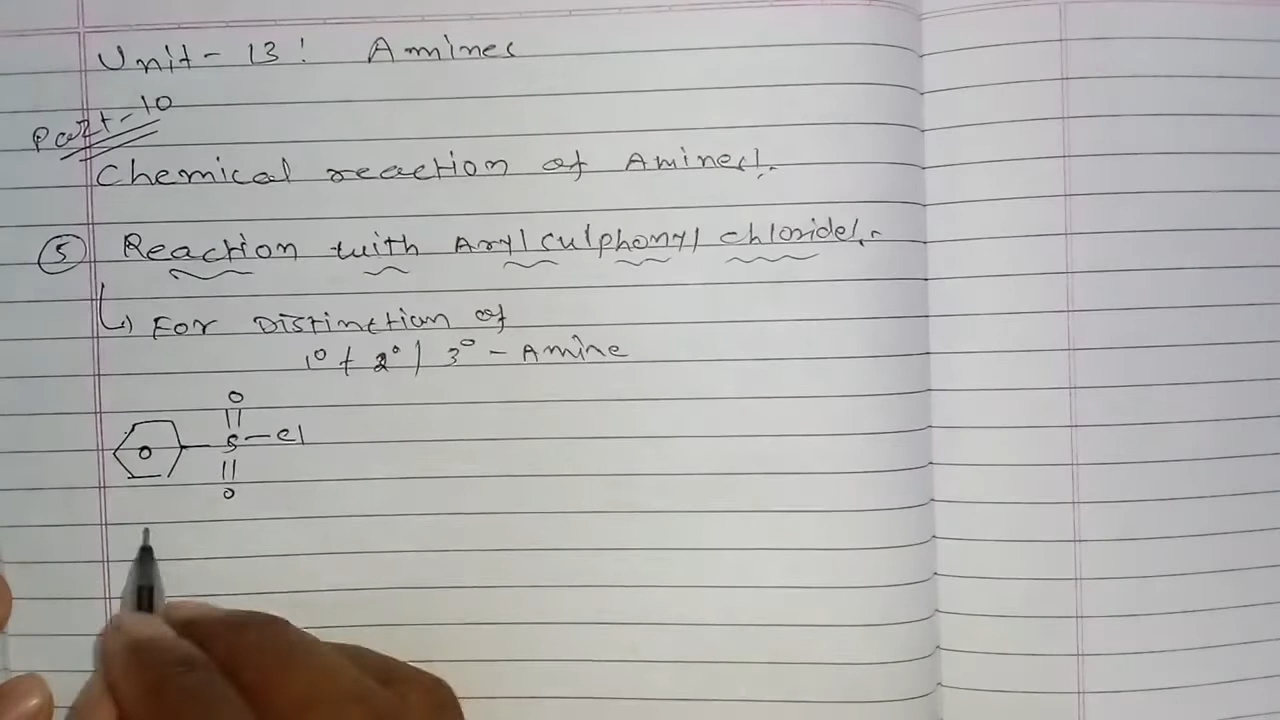 Unit - 13 : Amines
Part - 10
Chemical reaction of Amines :-
⑤ Reaction with Arylsulphonyl chloride :-
↳ For Distinction of
1° / 2° / 3° - Amine
O
S - Cl
O